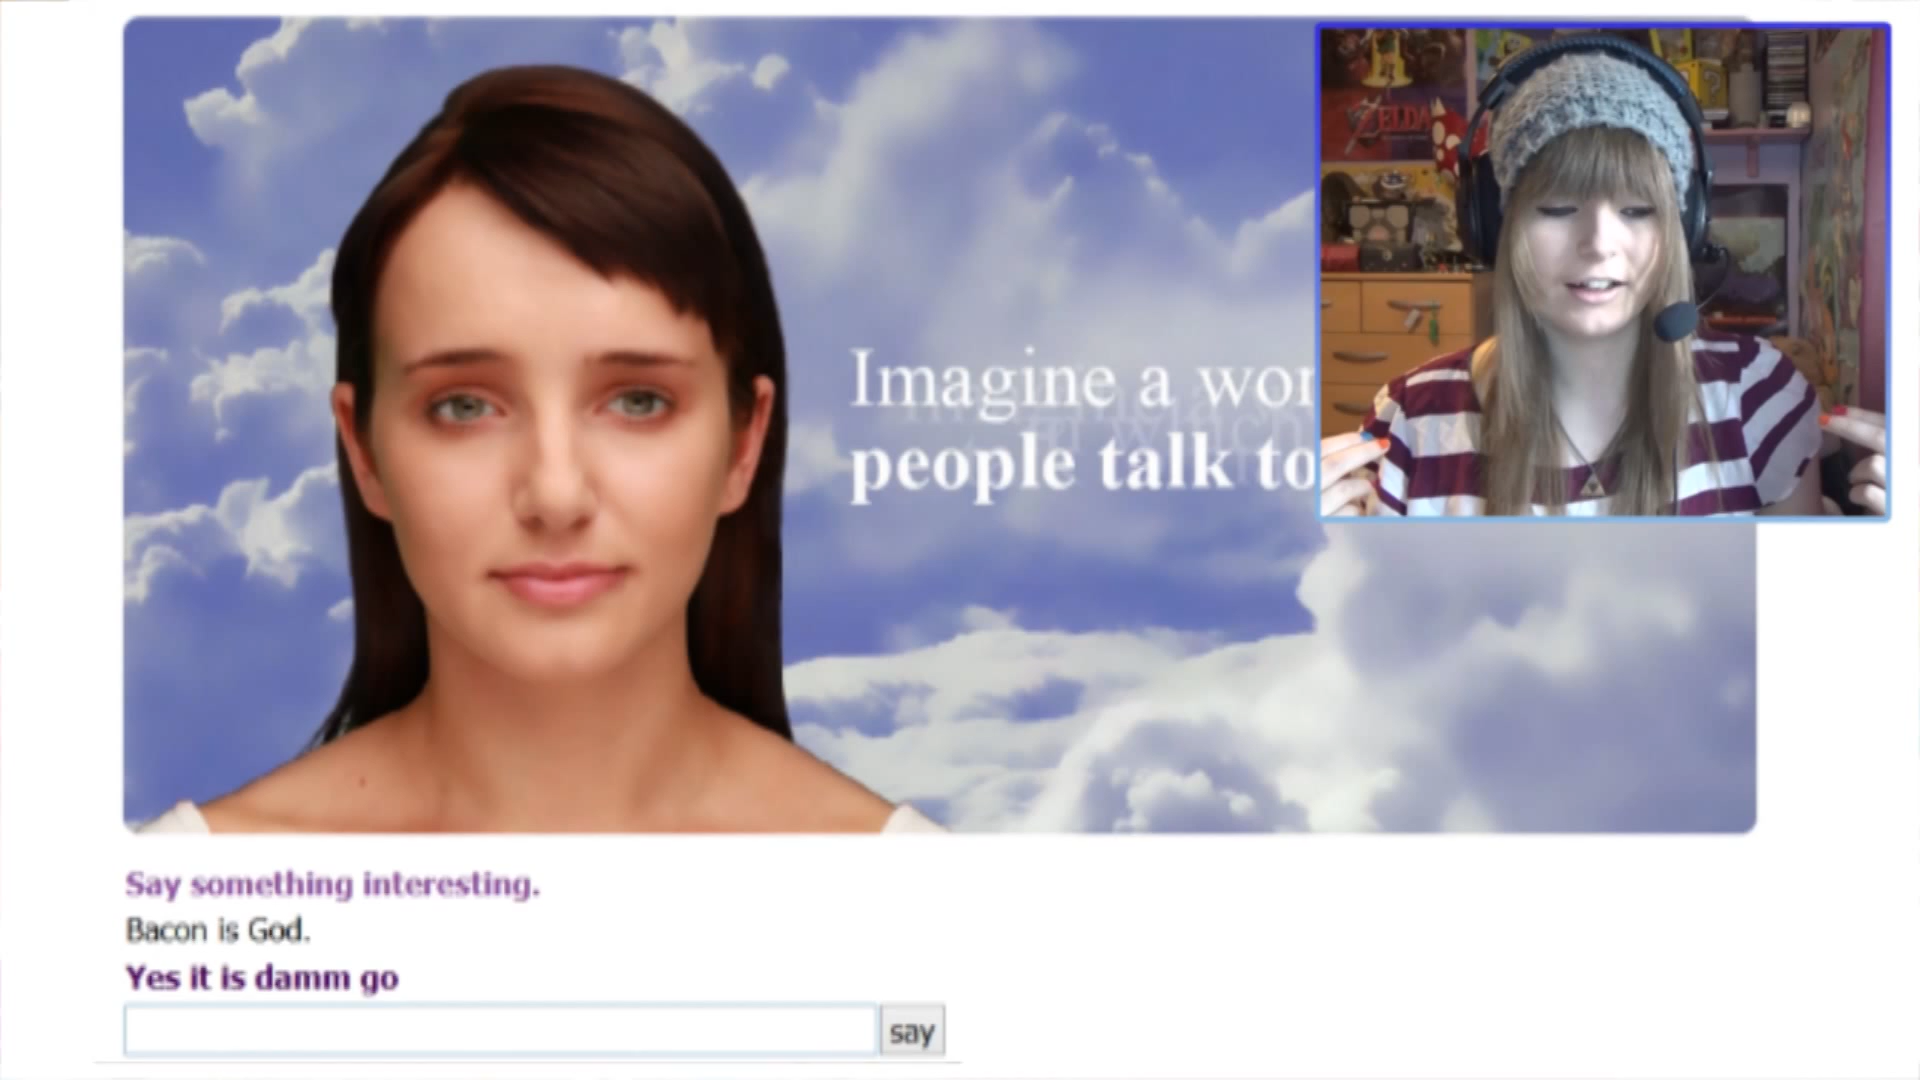 Imagine a wor
people talk to
ZELDA
Say something interesting.
Bacon is God.
Yes it is damm go
say